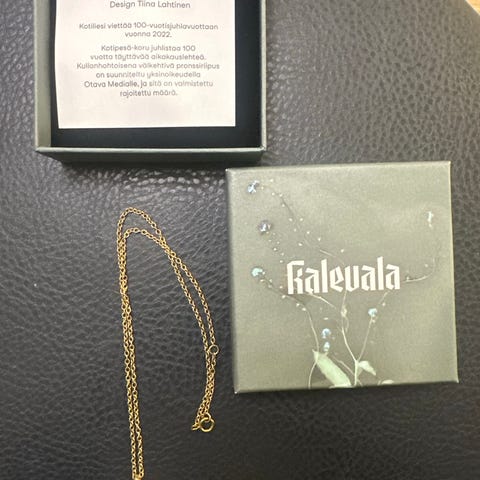 Design Tiina Lahtinen
Kotiliesi viettää 100-vuotisjuhlavuottaan
vuonna 2022.
Kotipesä-koru juhlistaa 100
vuotta täyttävää aikakauslehteä.
Kullanhohtoisena välkehtivä pronssiriipus
on suunniteltu yksinoikeudella
Otava Medialle, ja sitä on valmistettu
rajoitettu määrä.
Kalevala